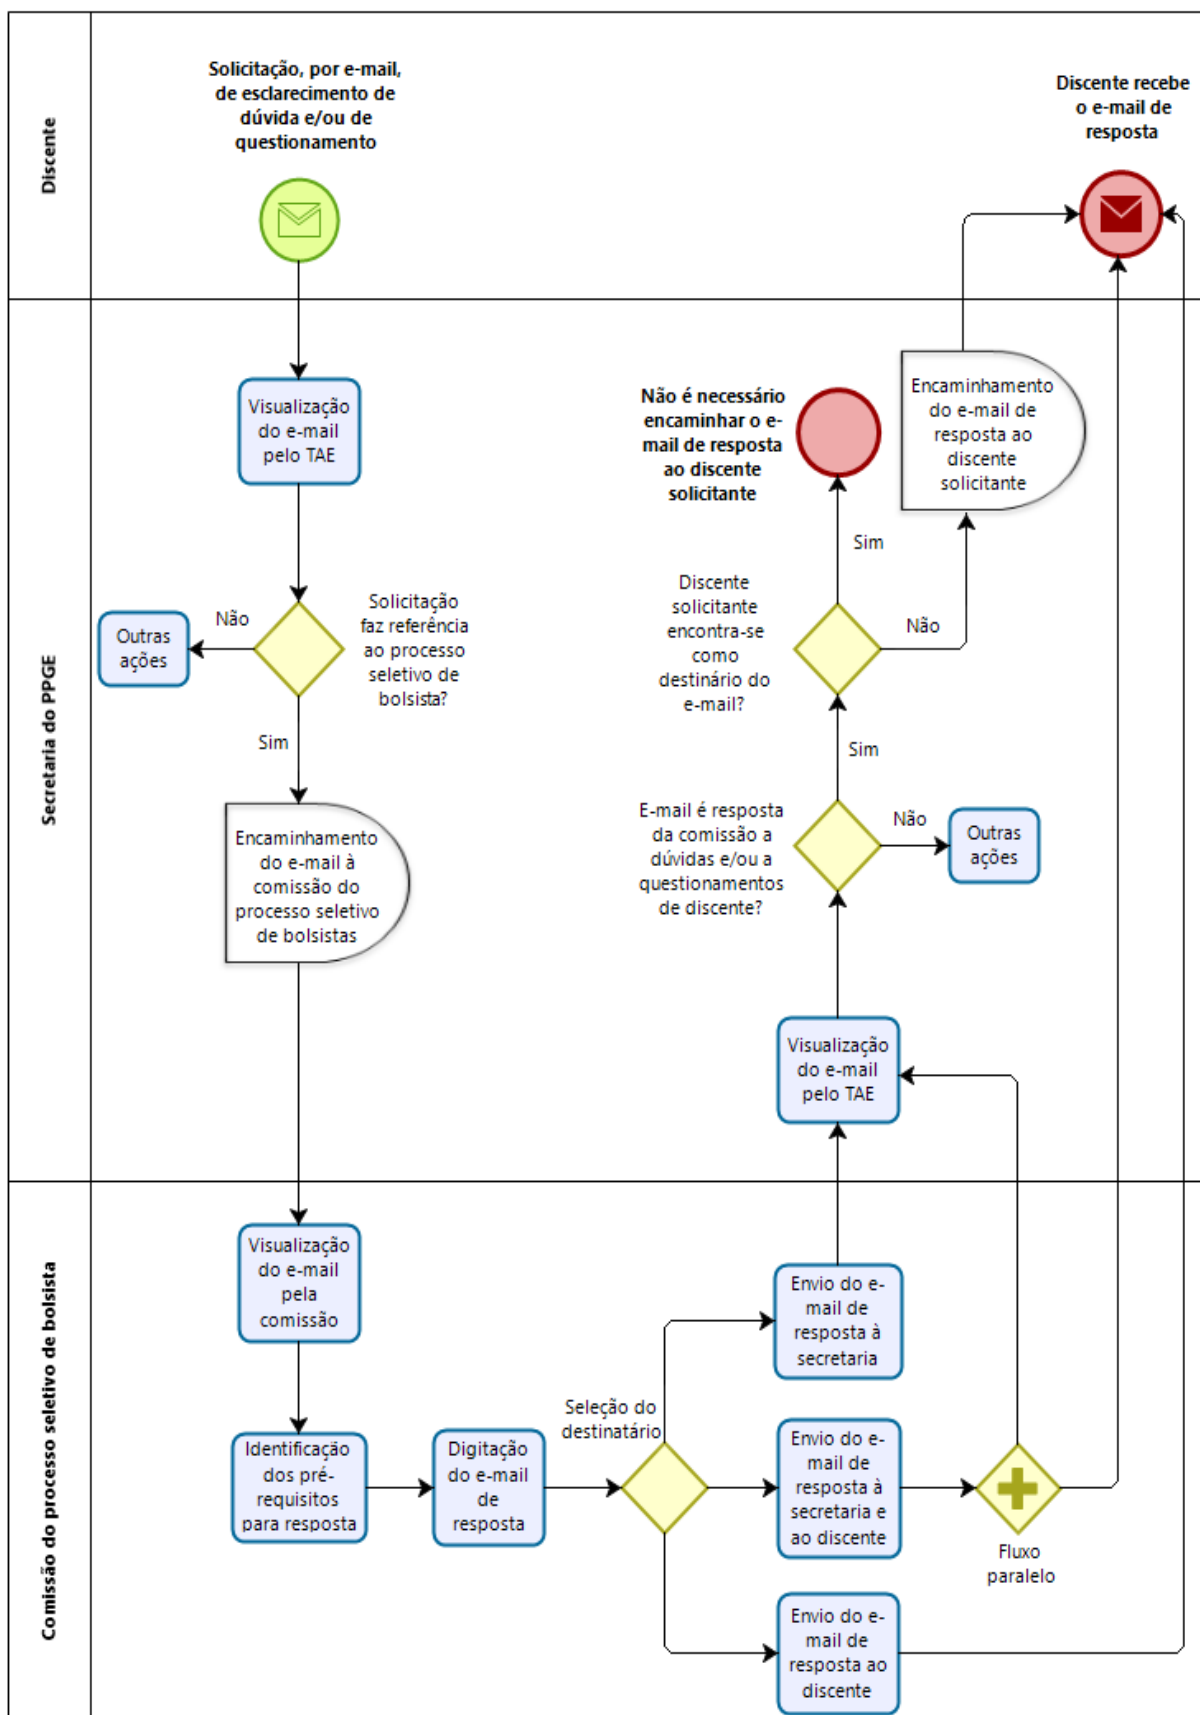 Discente
Solicitação, por e-mail,
de esclarecimento de
dúvida e/ou de
questionamento
Discente recebe
o e-mail de
resposta
Secretaria do PPGE
Visualização
do e-mail
pelo TAE
Solicitação
faz referência
ao processo
seletivo de
bolsista?
Não
Outras
ações
Sim
Encaminhamento
do e-mail à
comissão do
processo seletivo
de bolsistas
Não é necessário
encaminhar o e-
mail de resposta
ao discente
solicitante
Encaminhamento
do e-mail de
resposta ao
discente
solicitante
Sim
Discente
solicitante
encontra-se
como
destinário do
e-mail?
Não
Sim
E-mail é resposta
da comissão a
dúvidas e/ou a
questionamentos
de discente?
Não
Outras
ações
Visualização
do e-mail
pelo TAE
Comissão do processo seletivo de bolsista
Visualização
do e-mail
pela
comissão
Identificação
dos pré-
requisitos
para resposta
Digitação
do e-mail
de
resposta
Seleção do
destinatário
Envio do e-
mail de
resposta à
secretaria
Envio do e-
mail de
resposta à
secretaria e
ao discente
Fluxo
paralelo
Envio do e-
mail de
resposta ao
discente